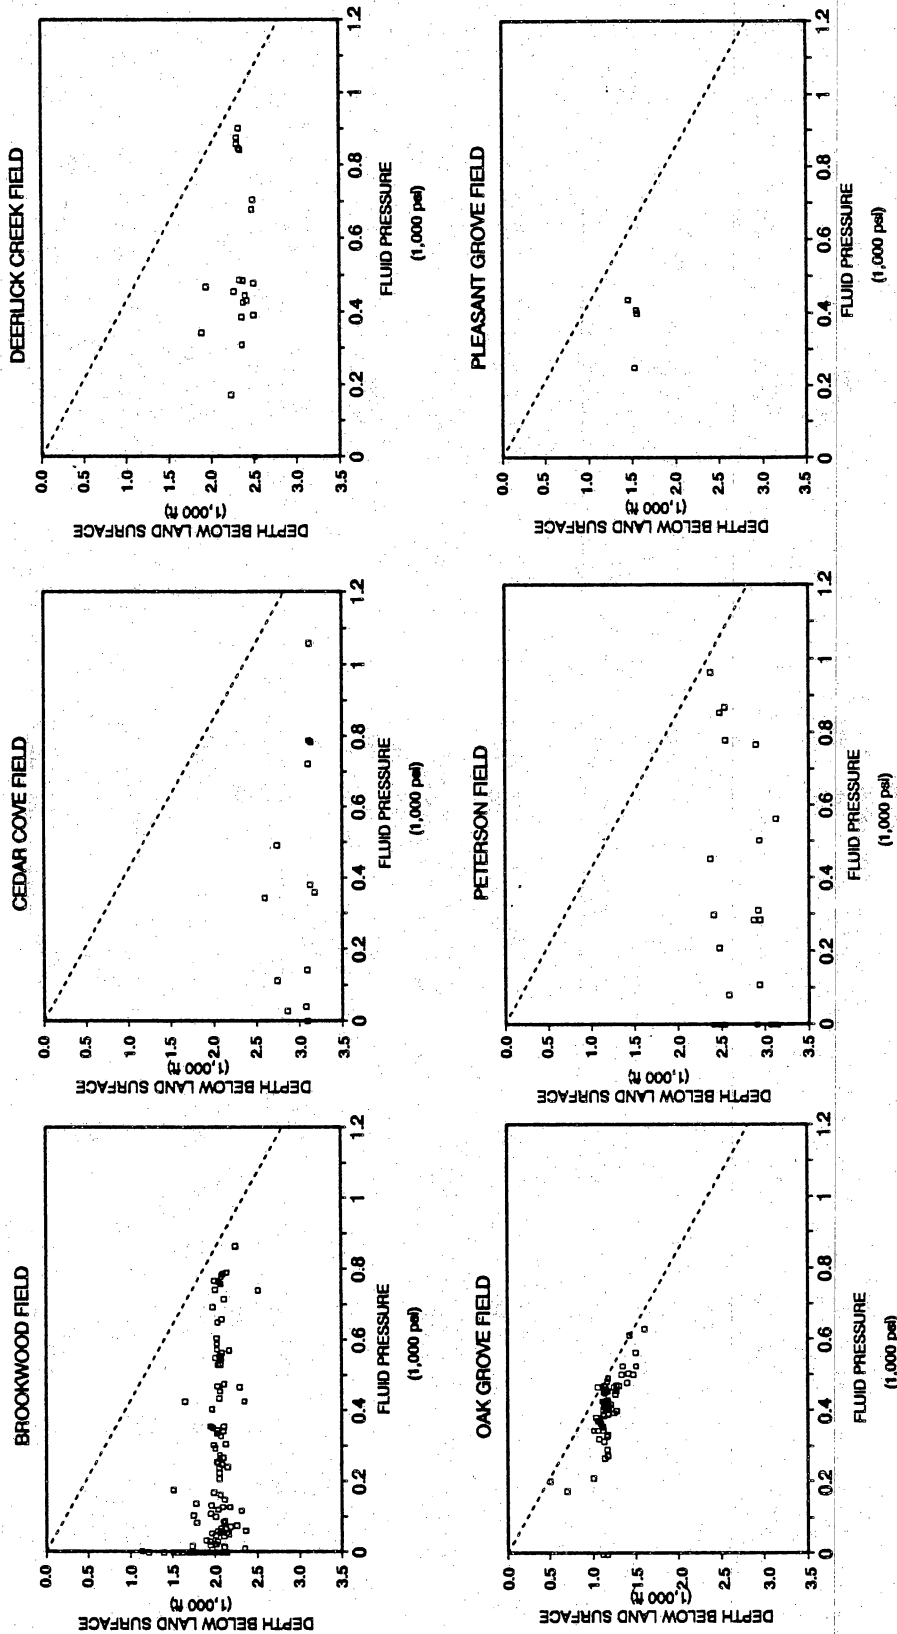 BROOKWOOD FIELD
DEPTH BELOW LAND SURFACE
(1,000 ft)
0.0
0.5
1.0
1.5
2.0
2.5
3.0
3.5
0 0.2 0.4 0.6 0.8 1 1.2
FLUID PRESSURE
(1,000 psi)
CEDAR COVE FIELD
DEPTH BELOW LAND SURFACE
(1,000 ft)
0.0
0.5
1.0
1.5
2.0
2.5
3.0
3.5
0 0.2 0.4 0.6 0.8 1 1.2
FLUID PRESSURE
(1,000 psi)
DEERLICK CREEK FIELD
DEPTH BELOW LAND SURFACE
(1,000 ft)
0.0
0.5
1.0
1.5
2.0
2.5
3.0
3.5
0 0.2 0.4 0.6 0.8 1 1.2
FLUID PRESSURE
(1,000 psi)
OAK GROVE FIELD
DEPTH BELOW LAND SURFACE
(1,000 ft)
0.0
0.5
1.0
1.5
2.0
2.5
3.0
3.5
0 0.2 0.4 0.6 0.8 1 1.2
FLUID PRESSURE
(1,000 psi)
PETERSON FIELD
DEPTH BELOW LAND SURFACE
(1,000 ft)
0.0
0.5
1.0
1.5
2.0
2.5
3.0
3.5
0 0.2 0.4 0.6 0.8 1 1.2
FLUID PRESSURE
(1,000 psi)
PLEASANT GROVE FIELD
DEPTH BELOW LAND SURFACE
(1,000 ft)
0.0
0.5
1.0
1.5
2.0
2.5
3.0
3.5
0 0.2 0.4 0.6 0.8 1 1.2
FLUID PRESSURE
(1,000 psi)